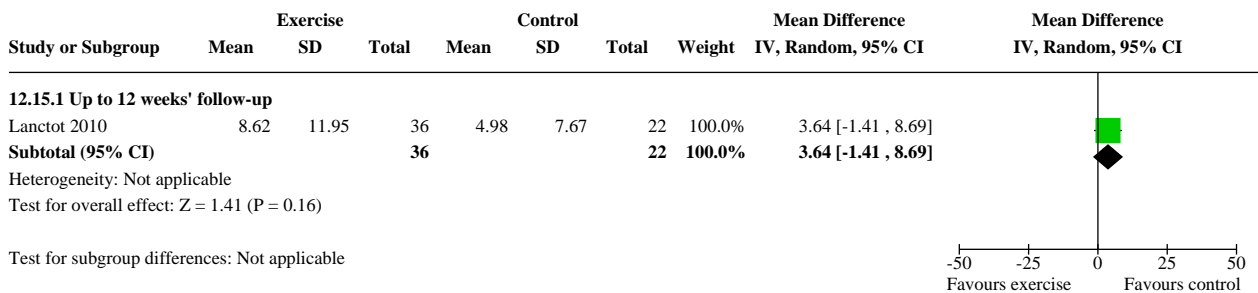 Exercise Control Mean Difference Mean Difference
Study or Subgroup Mean SD Total Mean SD Total Weight IV, Random, 95% CI IV, Random, 95% CI
12.15.1 Up to 12 weeks' follow-up
Lanctot 2010 8.62 11.95 36 4.98 7.67 22 100.0% 3.64 [-1.41 , 8.69]
Subtotal (95% CI) 36 22 100.0% 3.64 [-1.41 , 8.69]
Heterogeneity: Not applicable
Test for overall effect: Z = 1.41 (P = 0.16)
Test for subgroup differences: Not applicable
-50 -25 0 25 50
Favours exercise Favours control